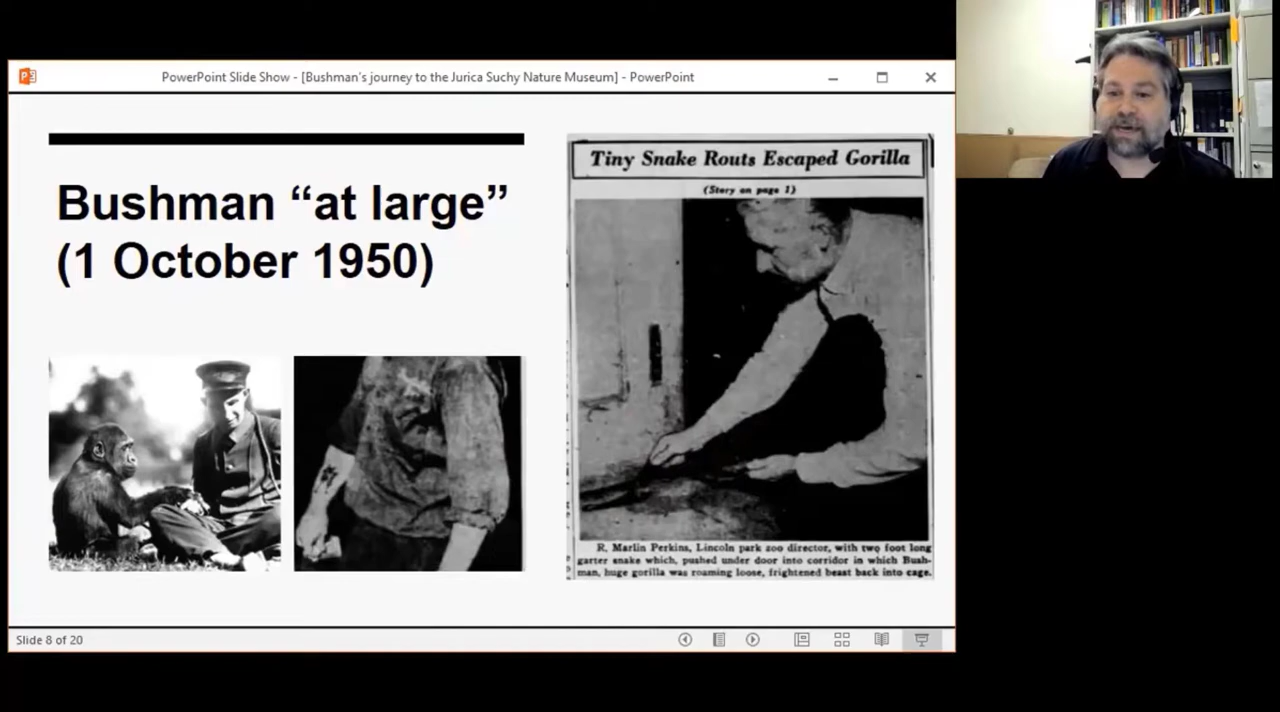 PowerPoint Slide Show - [Bushman's journey to the Jurica Suchy Nature Museum] - PowerPoint
Bushman “at large”
(1 October 1950)
Tiny Snake Routs Escaped Gorilla
(Story on page 1)
R. Marlin Perkins, Lincoln park zoo director, with two foot long
garter snake which, pushed under door into corridor in which Bush-
man, huge gorilla was roaming loose, frightened beast back into cage.
Slide 8 of 20